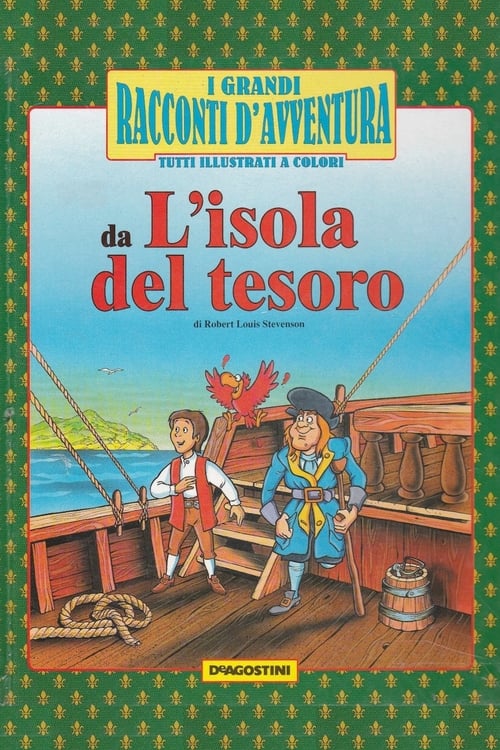 I GRANDI
RACCONTI D'AVVENTURA
TUTTI ILLUSTRATI A COLORI
da L'isola
del tesoro
di Robert Louis Stevenson
DEAGOSTINI